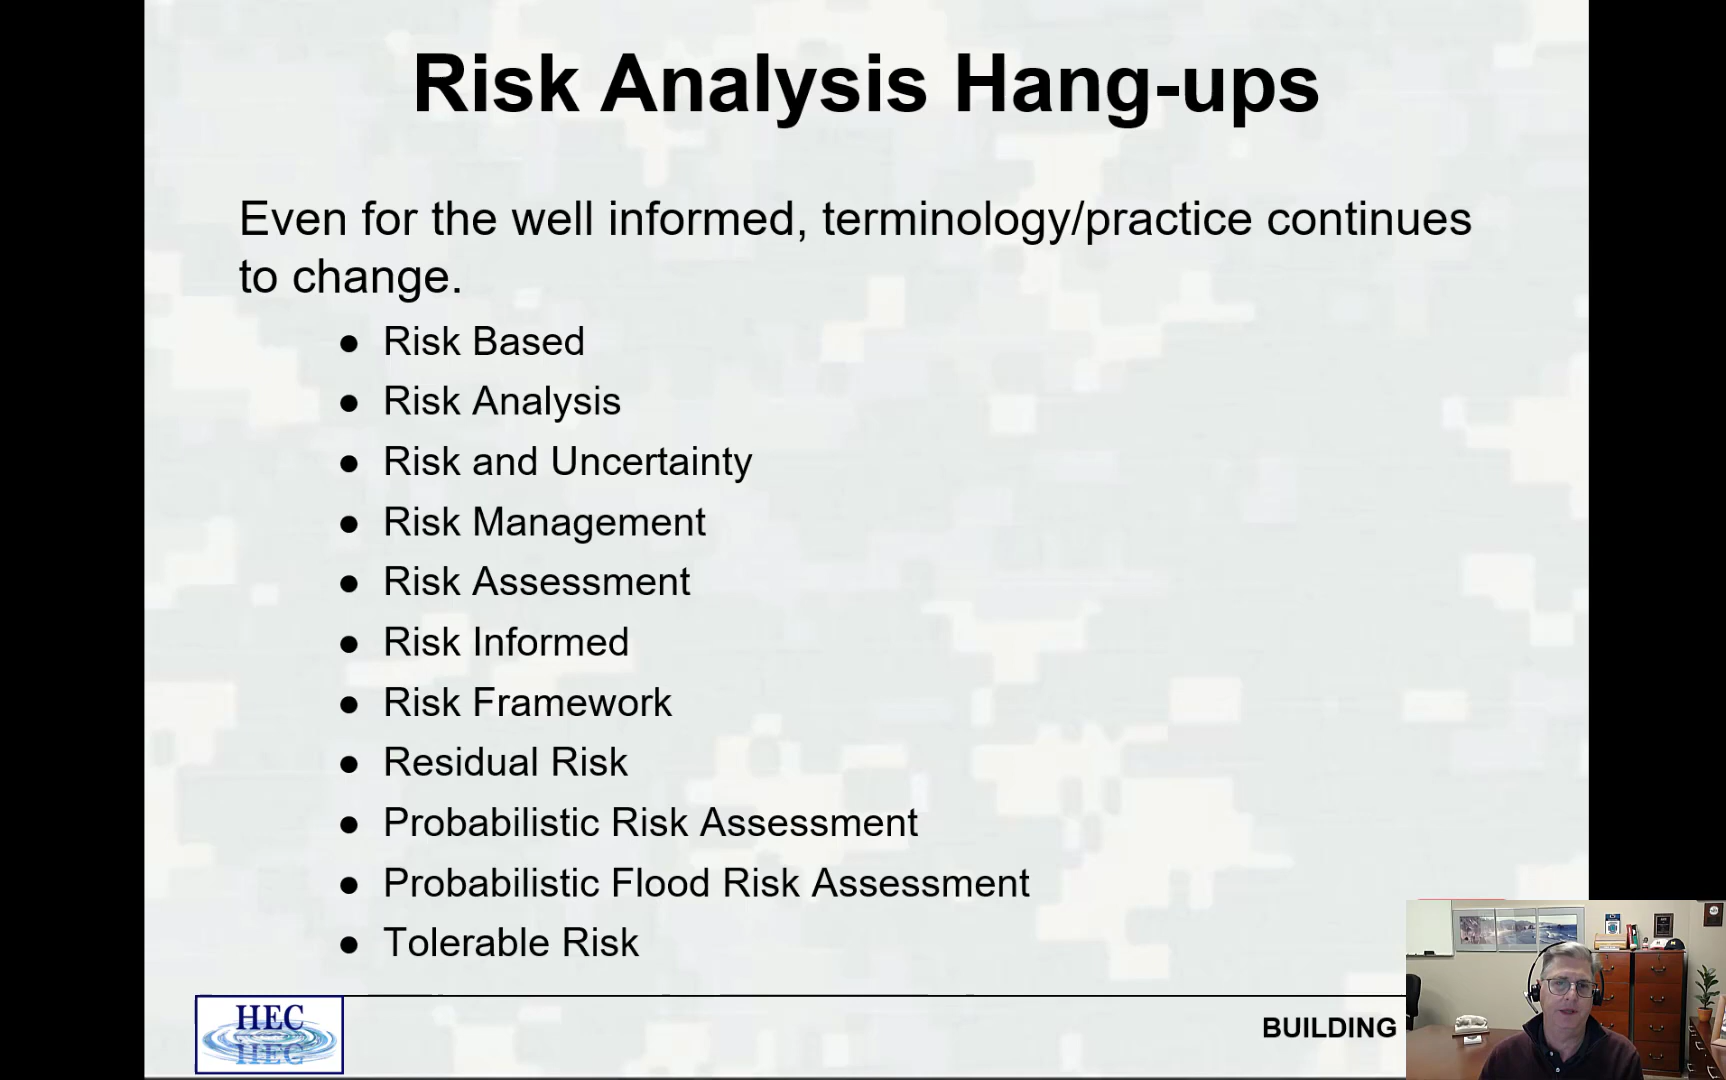 Risk Analysis Hang-ups
Even for the well informed, terminology/practice continues
to change.
● Risk Based
● Risk Analysis
● Risk and Uncertainty
● Risk Management
● Risk Assessment
● Risk Informed
● Risk Framework
● Residual Risk
● Probabilistic Risk Assessment
● Probabilistic Flood Risk Assessment
● Tolerable Risk
HEC
BUILDING